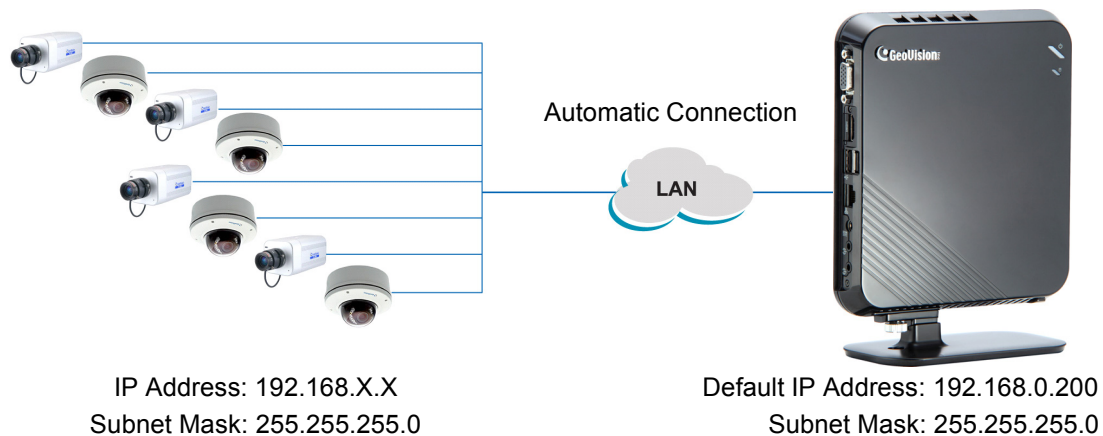 GeoVision
Automatic Connection
LAN
IP Address: 192.168.X.X
Subnet Mask: 255.255.255.0
Default IP Address: 192.168.0.200
Subnet Mask: 255.255.255.0